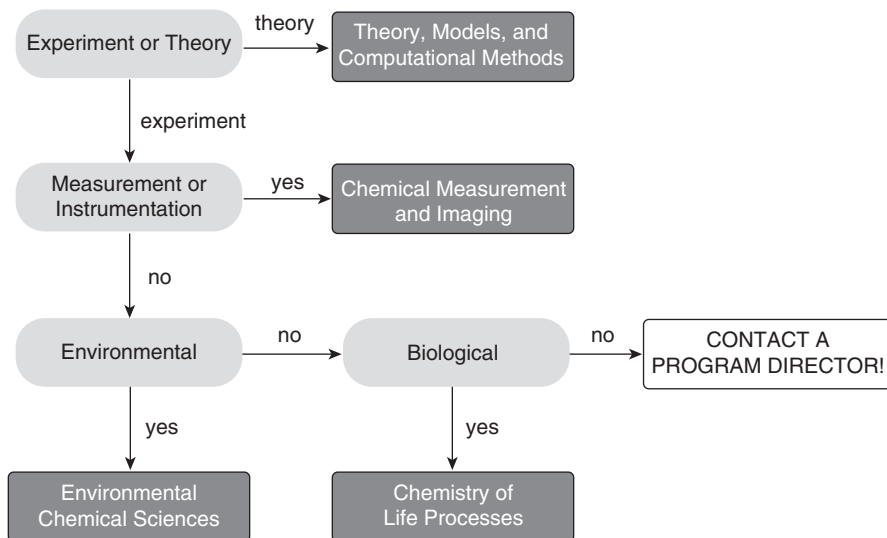 Experiment or Theory
theory
Theory, Models, and
Computational Methods
experiment
Measurement or
Instrumentation
yes
Chemical Measurement
and Imaging
no
Environmental
no
Biological
no
CONTACT A
PROGRAM DIRECTOR!
yes
yes
Environmental
Chemical Sciences
Chemistry of
Life Processes